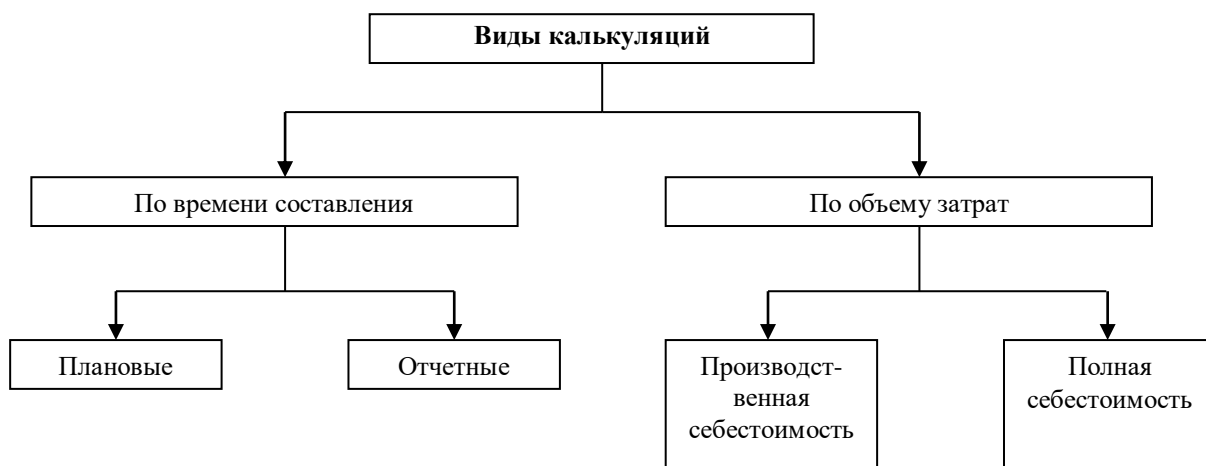 Виды калькуляций
По времени составления
По объему затрат
Плановые
Отчетные
Производст-
венная
себестоимость
Полная
себестоимость